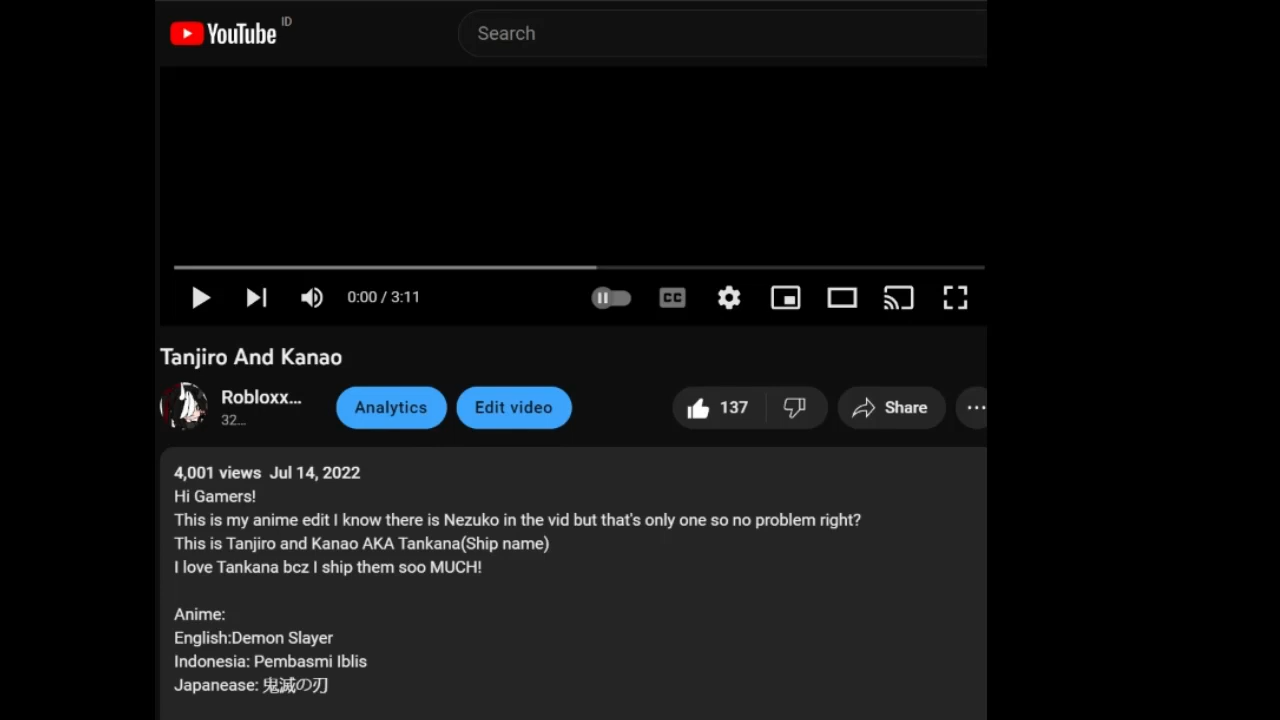 YouTube ID
Search
0:00 / 3:11
CC
Tanjiro And Kanao
Robloxx...
32...
Analytics
Edit video
137
Share
4,001 views Jul 14, 2022
Hi Gamers!
This is my anime edit I know there is Nezuko in the vid but that's only one so no problem right?
This is Tanjiro and Kanao AKA Tankana(Ship name)
I love Tankana bcz I ship them soo MUCH!
Anime:
English:Demon Slayer
Indonesia: Pembasmi Iblis
Japanease: 鬼滅の刃